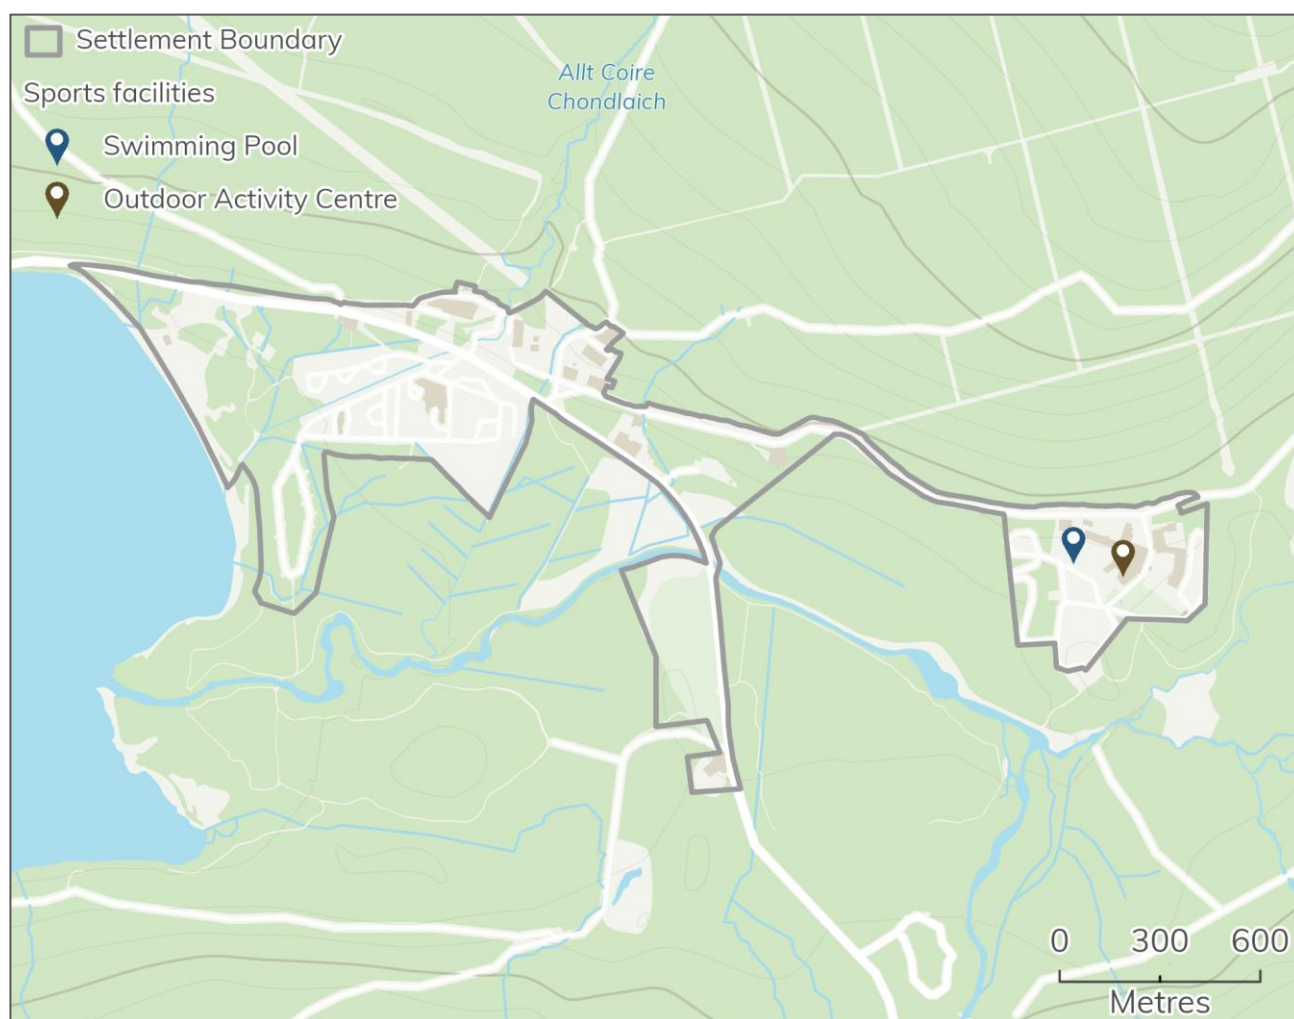 Settlement Boundary
Sports facilities
Swimming Pool
Outdoor Activity Centre
Allt Coire
Chondlaich
0 300 600
Metres